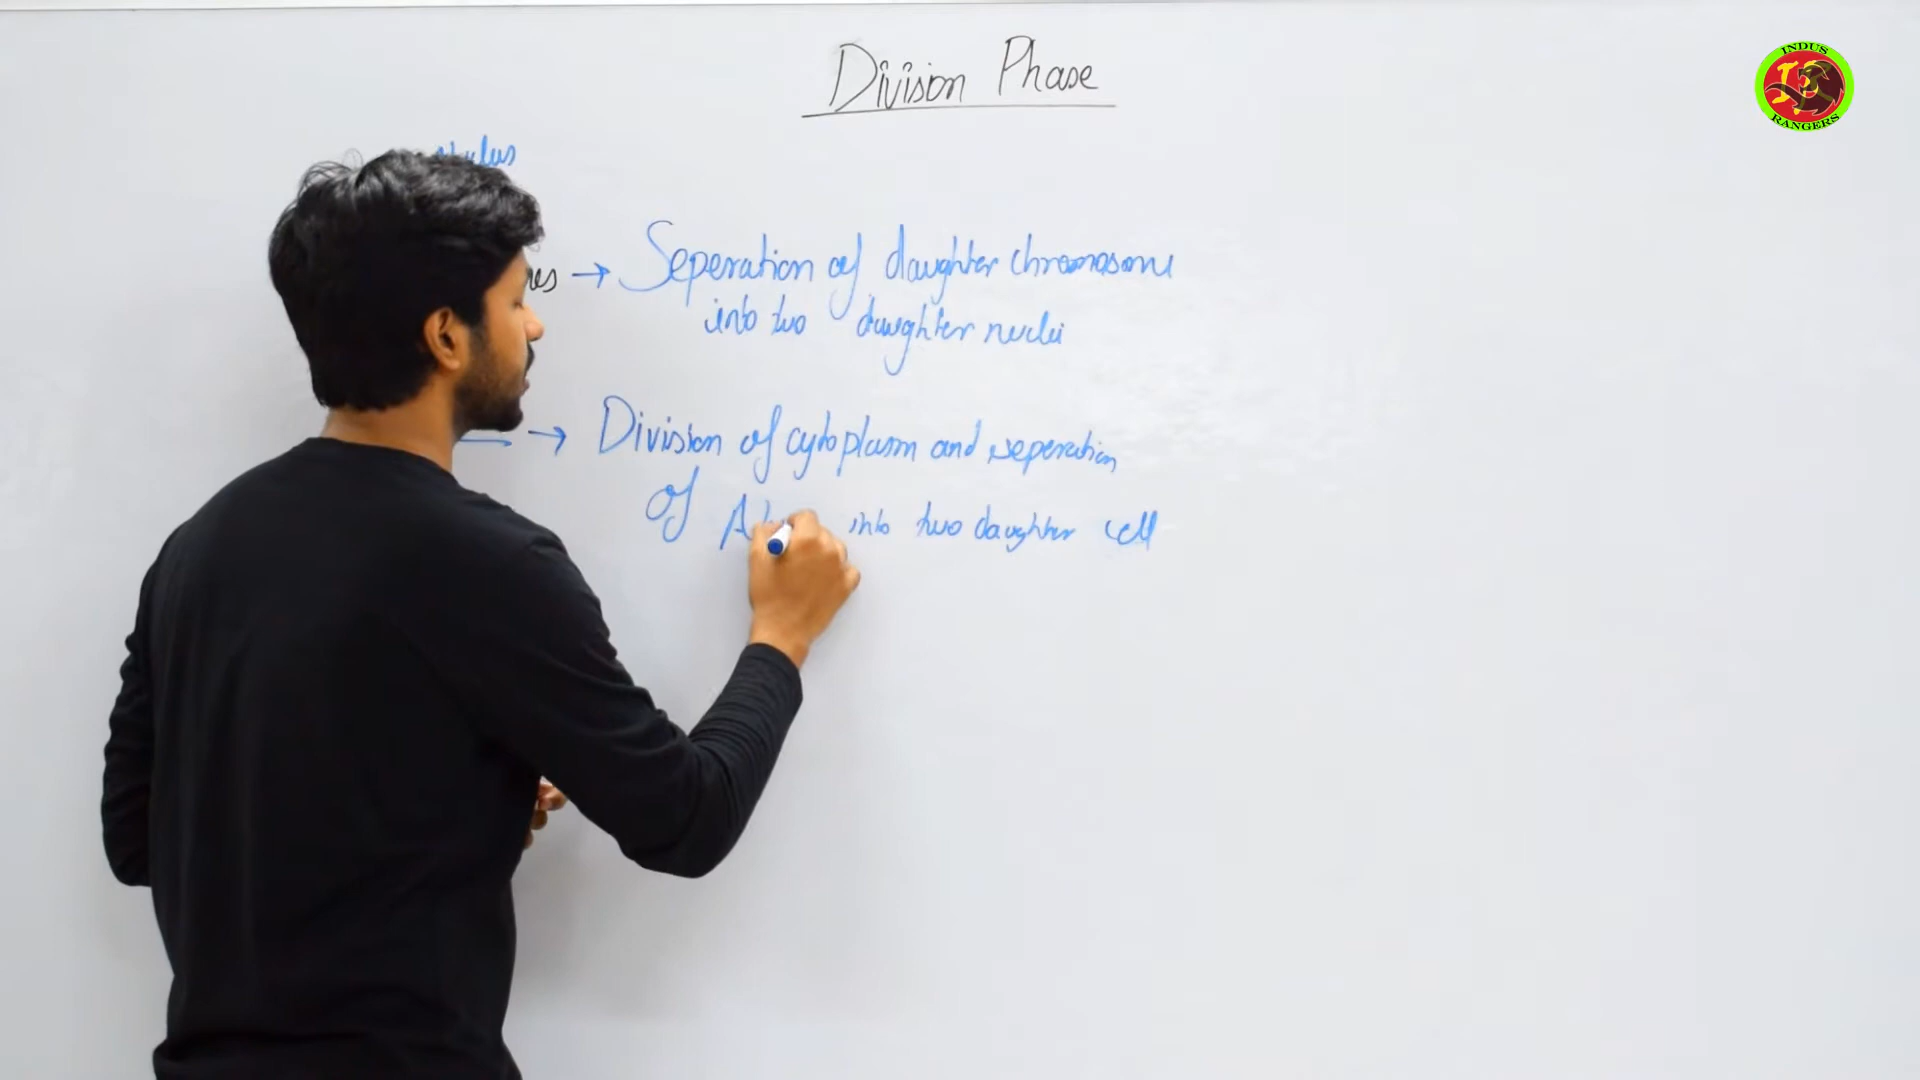 Division Phase
INDUS
IR
RANGERS
→ Seperation of daughter chromosome
into two daughter nuclei
→ Division of cytoplasm and seperation
of into two daughter cell